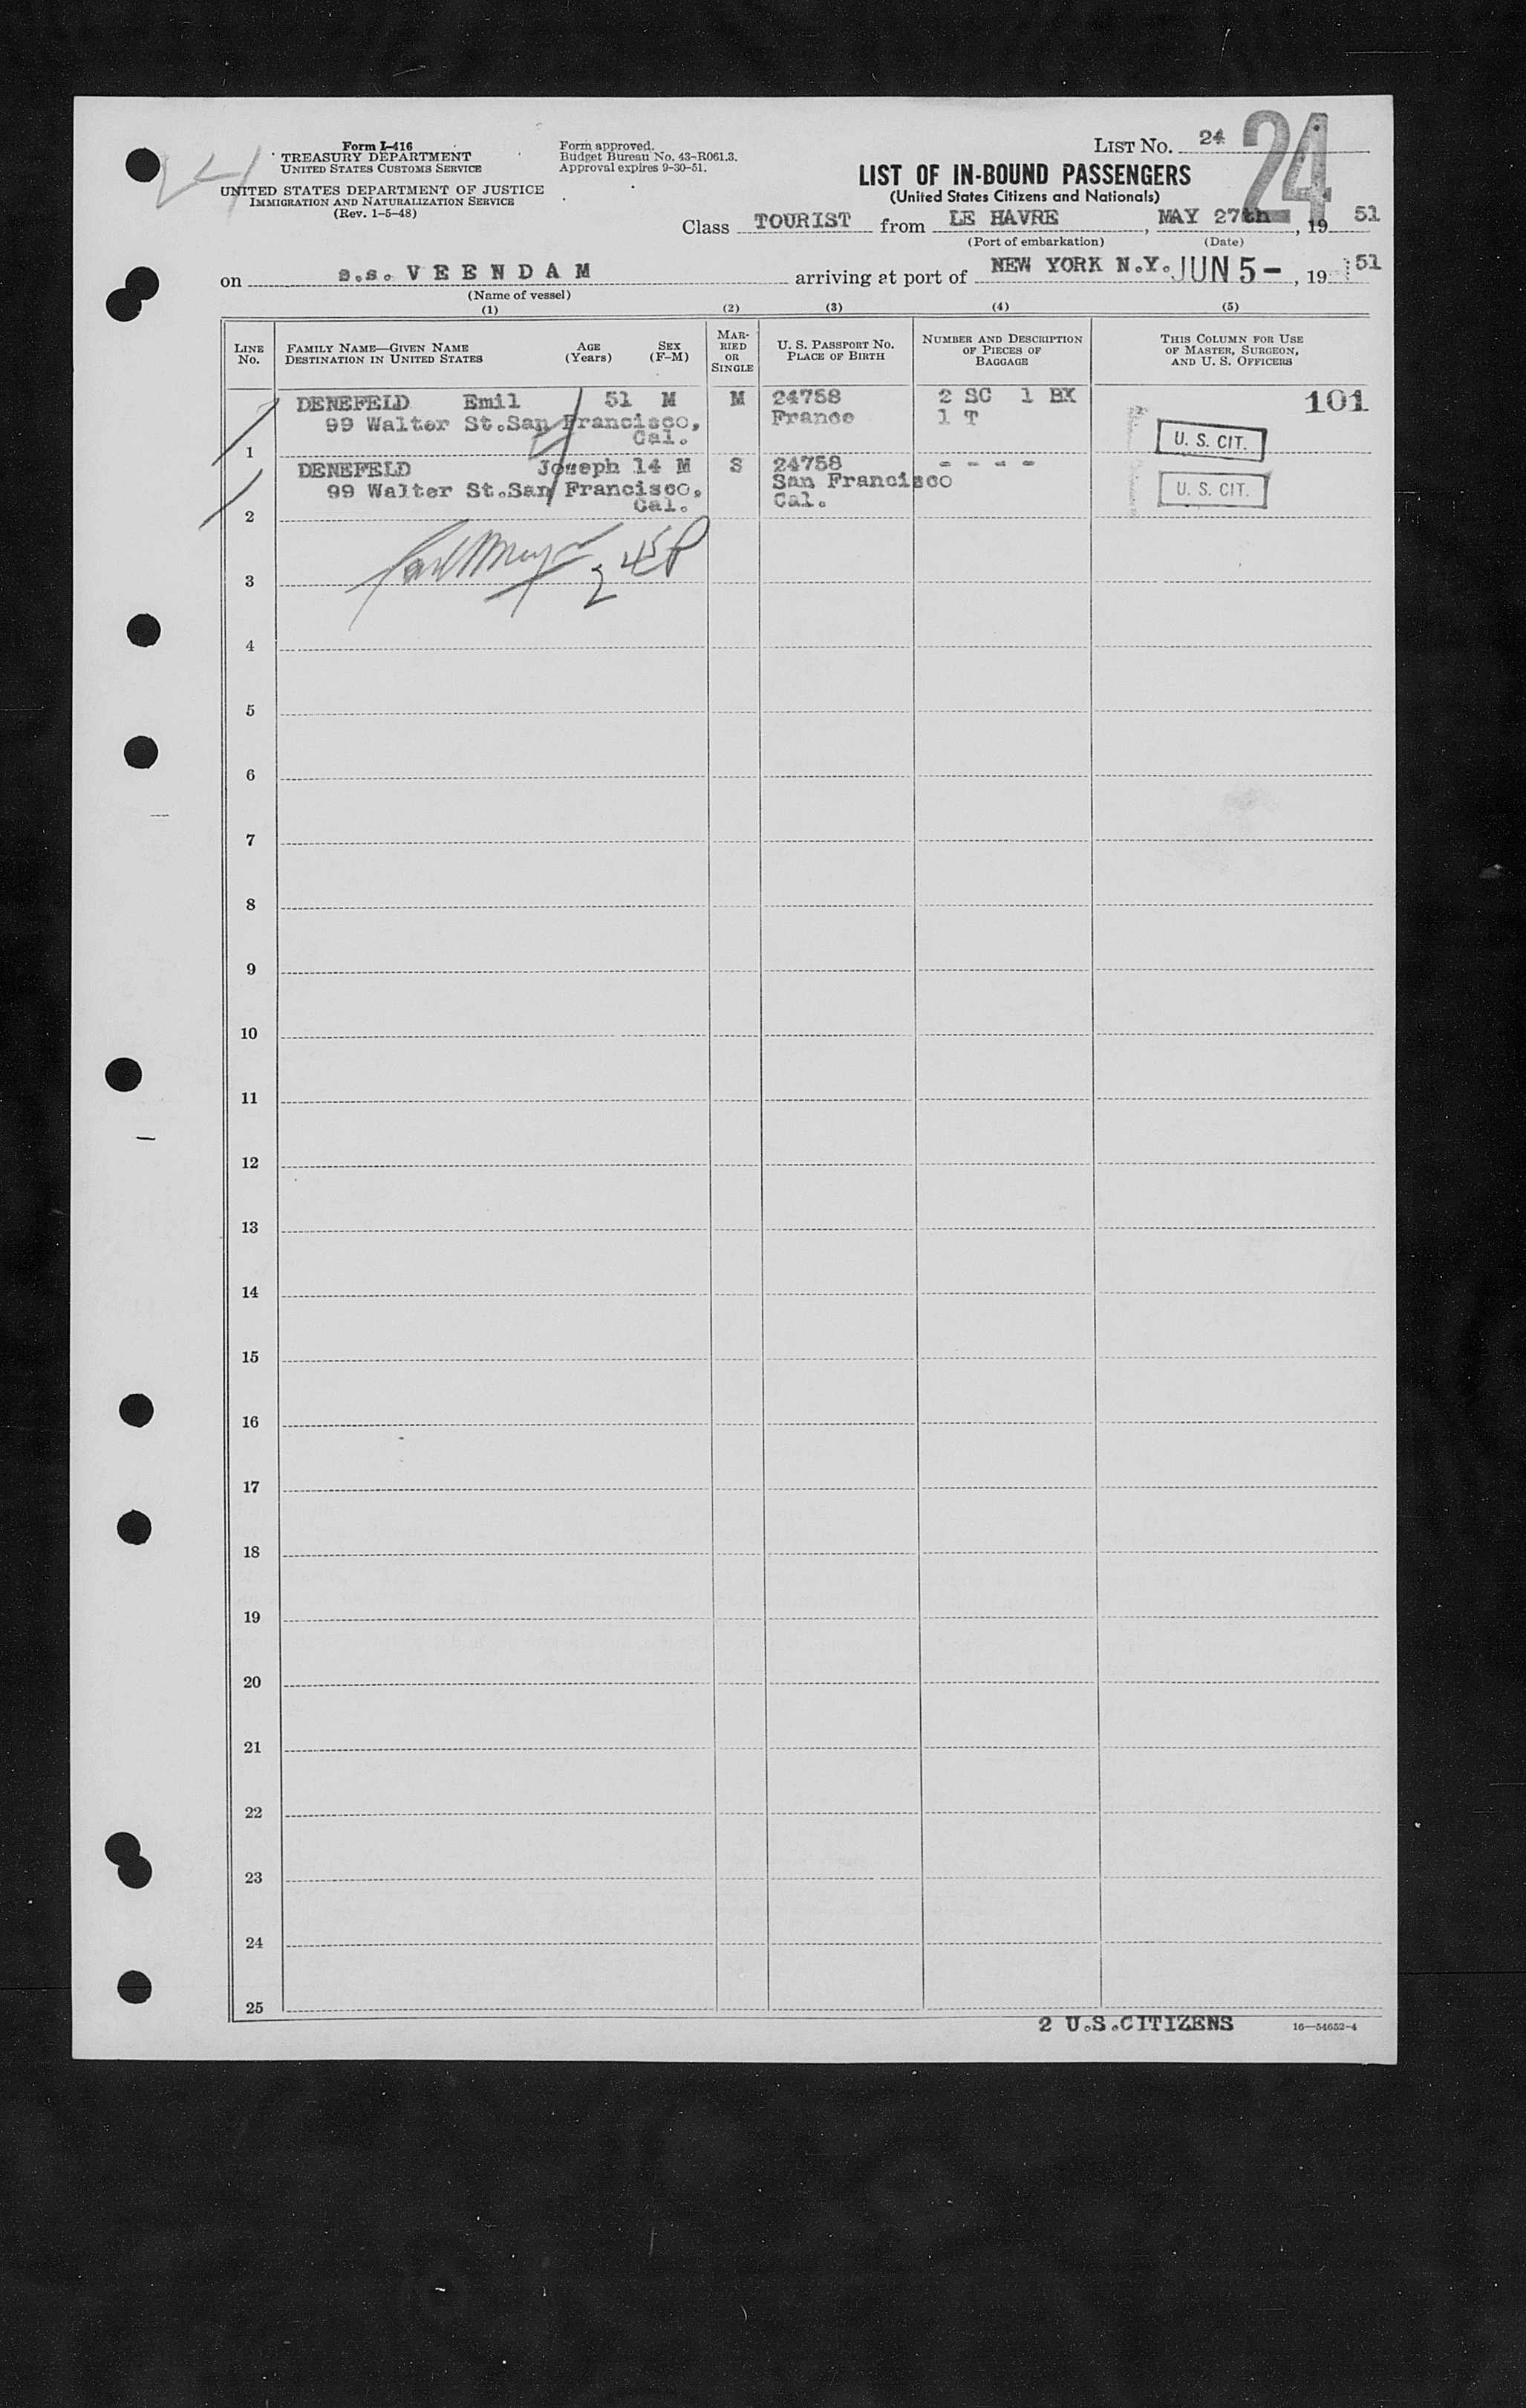 Form I-416
TREASURY DEPARTMENT
UNITED STATES CUSTOMS SERVICE
UNITED STATES DEPARTMENT OF JUSTICE
IMMIGRATION AND NATURALIZATION SERVICE
(Rev. 1-5-48)
Form approved.
Budget Bureau No. 43-R061.3.
Approval expires 9-30-51.
LIST NO. 24
24
LIST OF IN-BOUND PASSENGERS
(United States Citizens and Nationals)
Class TOURIST from LE HAVRE, MAY 27th, 19 51
(Port of embarkation) (Date)
on s.s. VEENDAM arriving at port of NEW YORK N.Y. JUN 5-, 19 51
(Name of vessel)
(1) (2) (3) (4) (5)
LINE No.
FAMILY NAME—GIVEN NAME
DESTINATION IN UNITED STATES
AGE (Years)
SEX (F-M)
MARRIED OR SINGLE
U. S. PASSPORT NO.
PLACE OF BIRTH
NUMBER AND DESCRIPTION OF PIECES OF BAGGAGE
THIS COLUMN FOR USE OF MASTER, SURGEON, AND U. S. OFFICERS
DENEFELD Emil 51 M M 24758 2 SC 1 BX 101
99 Walter St.San Francisco, France 1 T
Cal.
1 U. S. CIT.
DENEFELD Joseph 14 M S 24758 - - - -
99 Walter St.San Francisco, San Francisco U. S. CIT.
Cal. Cal.
2
3
4
5
6
7
8
9
10
11
12
13
14
15
16
17
18
19
20
21
22
23
24
25
2 U.S.CITIZENS 16—54652-4